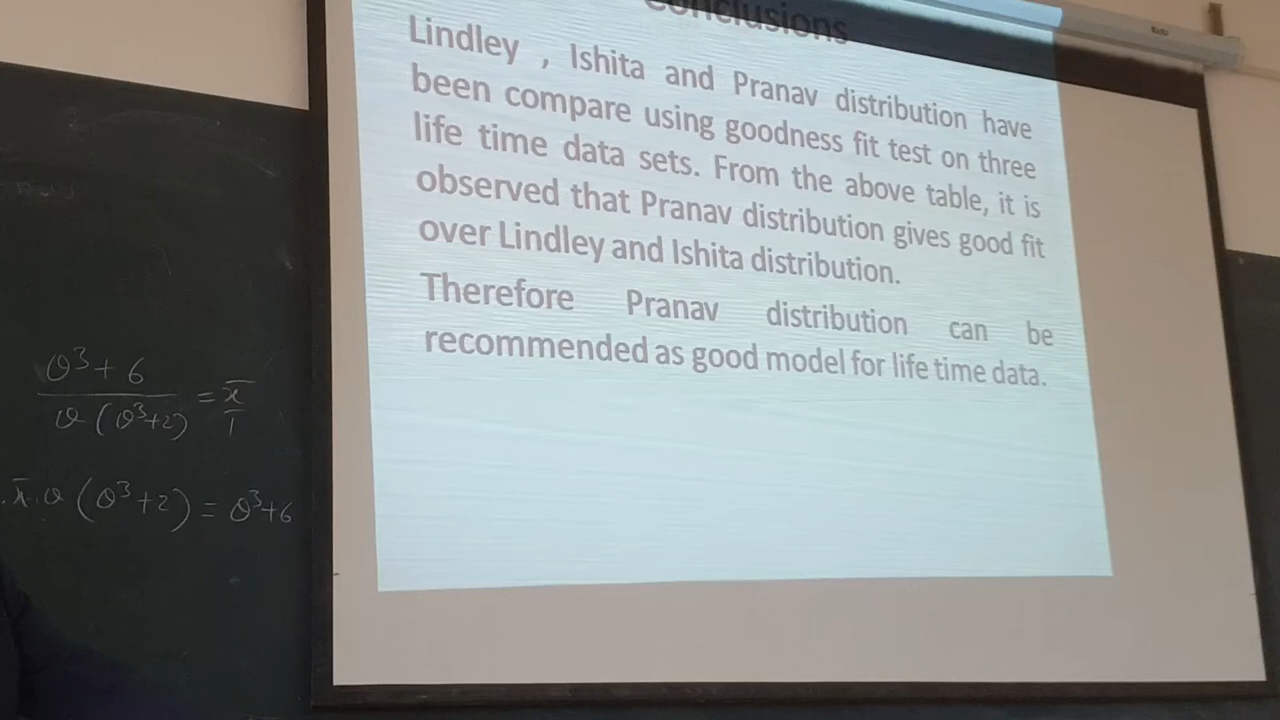 Conclusions
Lindley , Ishita and Pranav distribution have
been compare using goodness fit test on three
life time data sets. From the above table, it is
observed that Pranav distribution gives good fit
over Lindley and Ishita distribution.
Therefore Pranav distribution can be
recommended as good model for life time data.
θ³+6
θ(θ³+2) = x̄
1
x̄.θ(θ³+2) = θ³+6